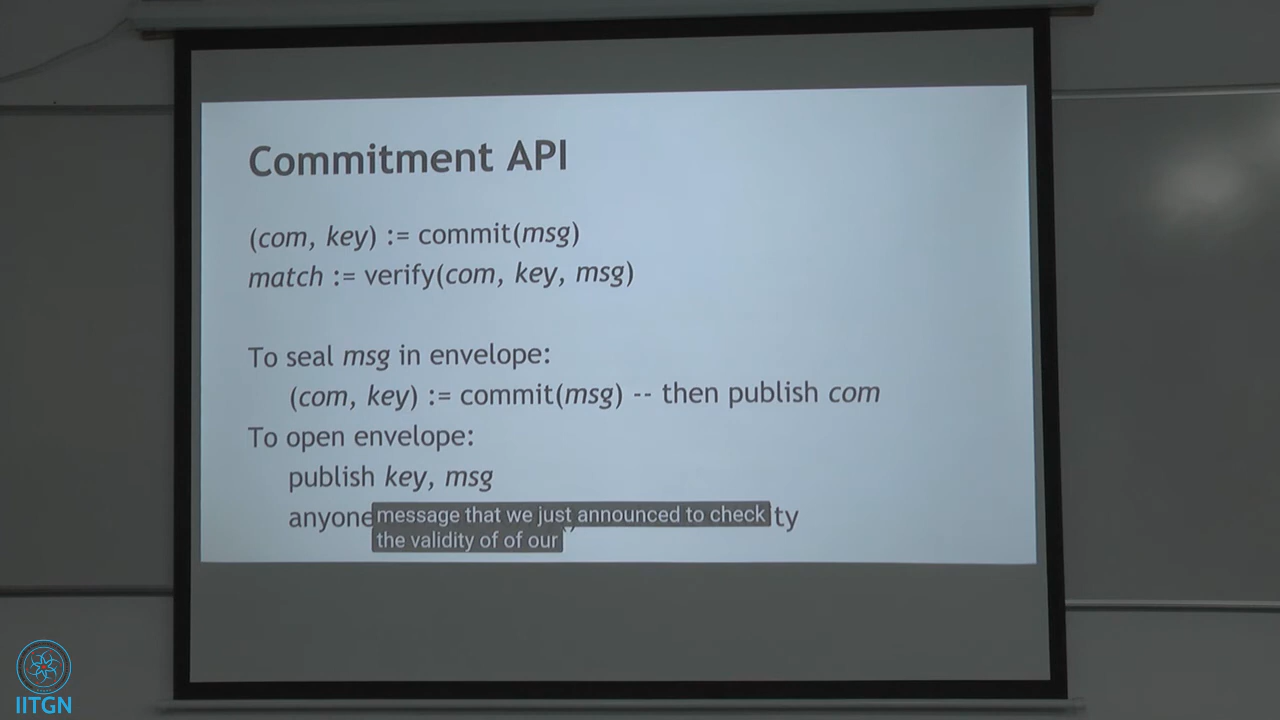 Commitment API
(com, key) := commit(msg)
match := verify(com, key, msg)
To seal msg in envelope:
(com, key) := commit(msg) -- then publish com
To open envelope:
publish key, msg
anyone
message that we just announced to check
the validity of of our
IITGN